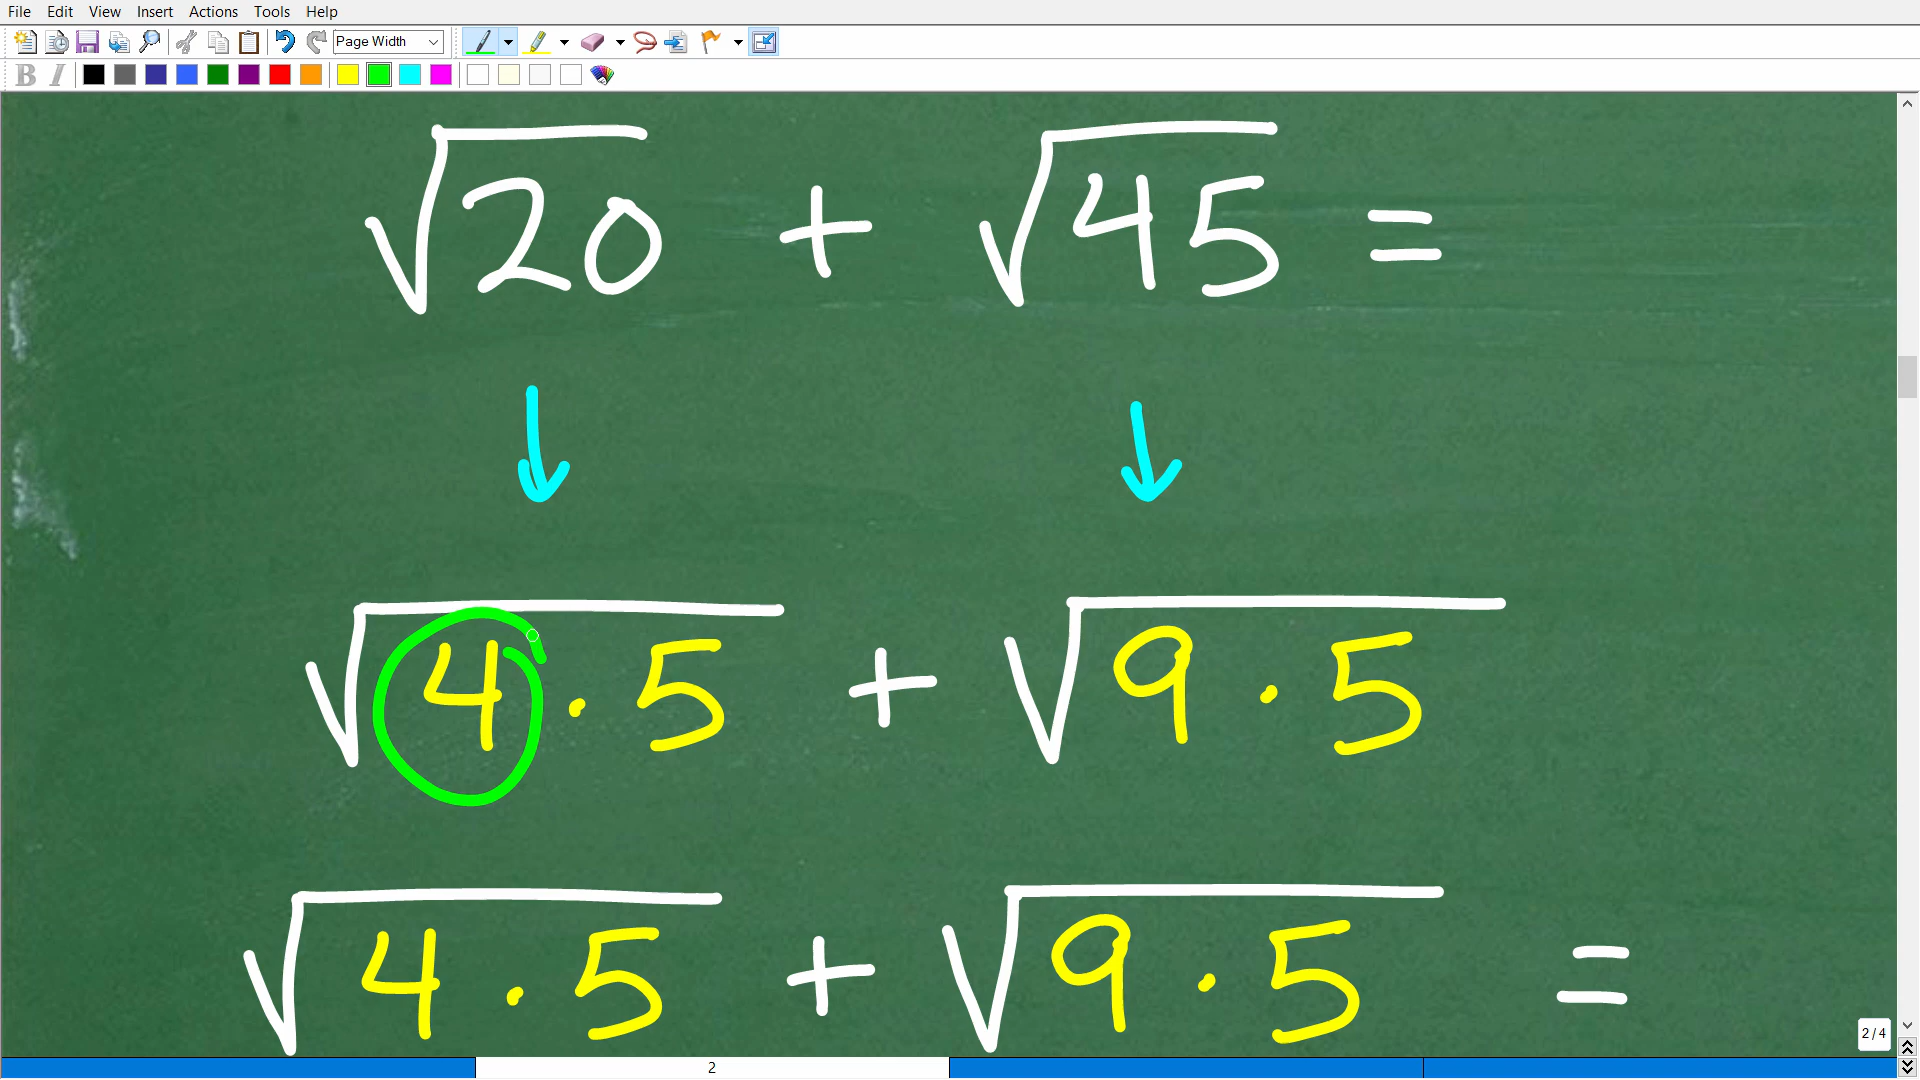 File Edit View Insert Actions Tools Help
Page Width
B I
√20 + √45 =
√4·5 + √9·5
√4·5 + √9·5 =
2 / 4
2